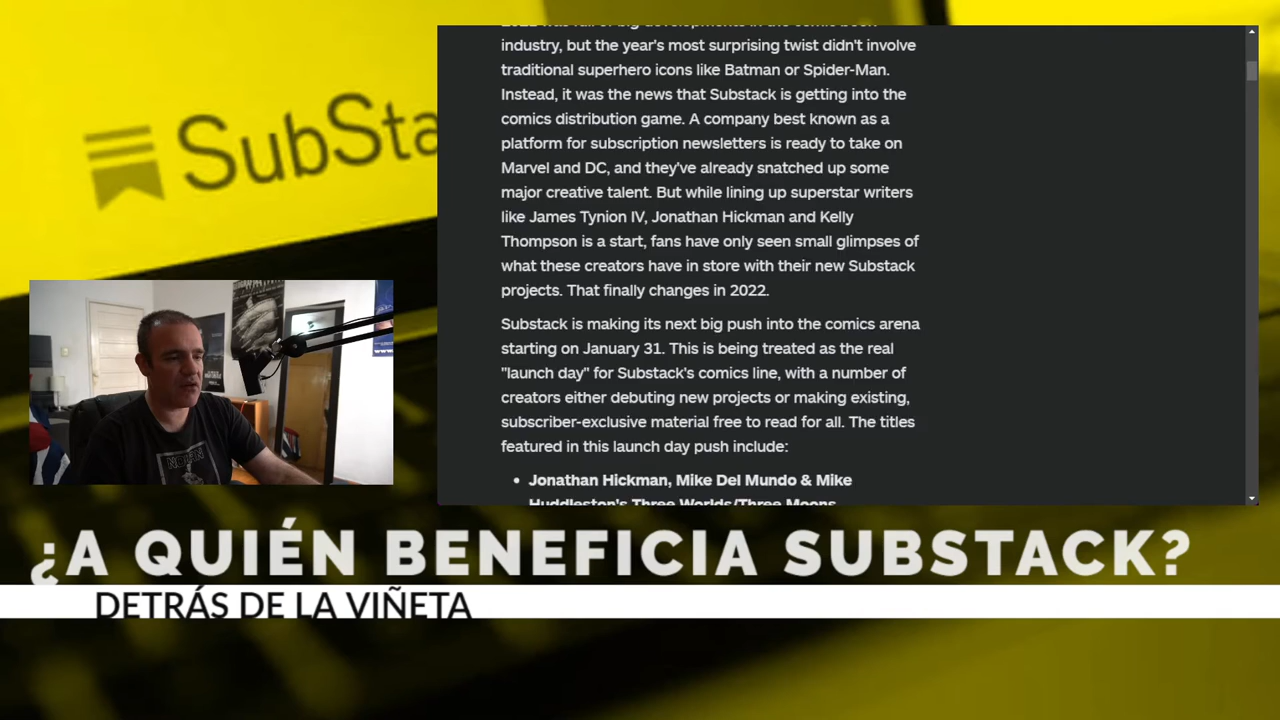 SubSta
industry, but the year's most surprising twist didn't involve
traditional superhero icons like Batman or Spider-Man.
Instead, it was the news that Substack is getting into the
comics distribution game. A company best known as a
platform for subscription newsletters is ready to take on
Marvel and DC, and they've already snatched up some
major creative talent. But while lining up superstar writers
like James Tynion IV, Jonathan Hickman and Kelly
Thompson is a start, fans have only seen small glimpses of
what these creators have in store with their new Substack
projects. That finally changes in 2022.
Substack is making its next big push into the comics arena
starting on January 31. This is being treated as the real
"launch day" for Substack's comics line, with a number of
creators either debuting new projects or making existing,
subscriber-exclusive material free to read for all. The titles
featured in this launch day push include:
• Jonathan Hickman, Mike Del Mundo & Mike
Huddleston's Three Worlds/Three Moons
¿A QUIÉN BENEFICIA SUBSTACK?
DETRÁS DE LA VIÑETA